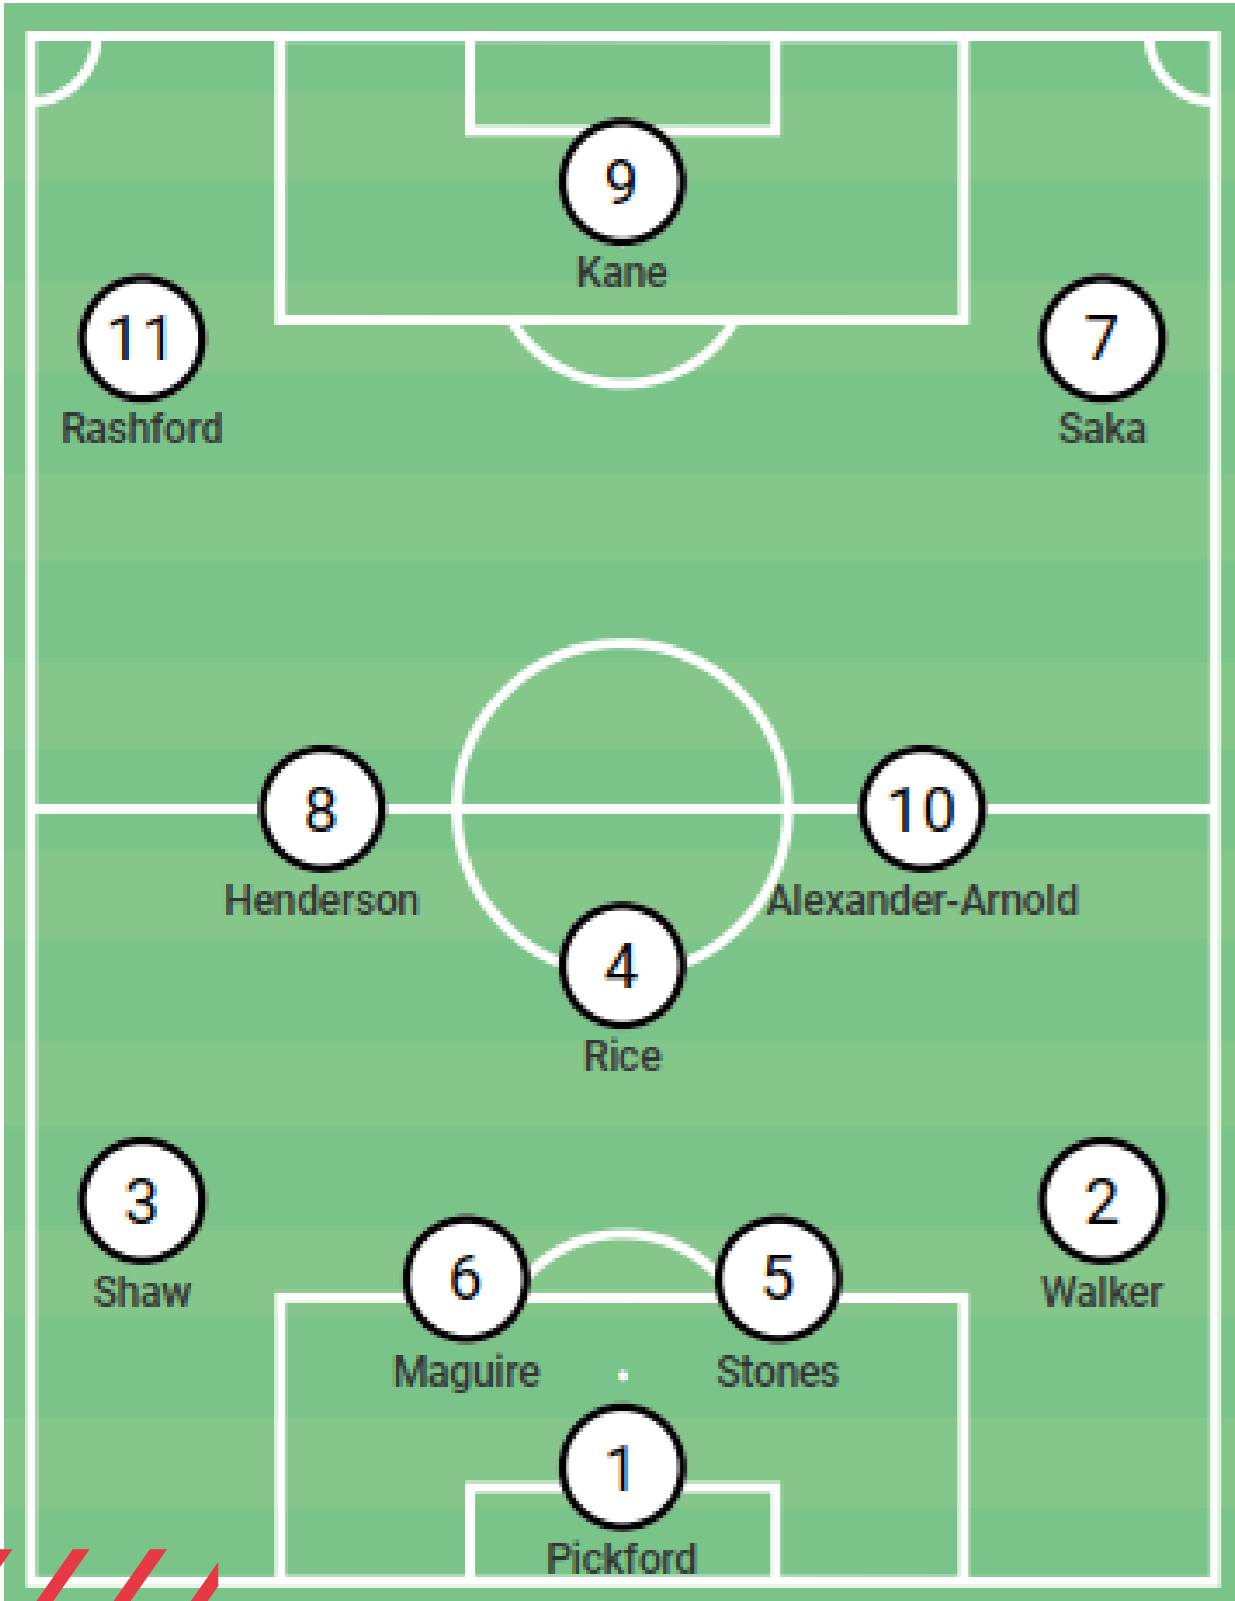 9
Kane
11
Rashford
7
Saka
8
Henderson
10
Alexander-Arnold
4
Rice
3
Shaw
2
Walker
6
Maguire
5
Stones
1
Pickford